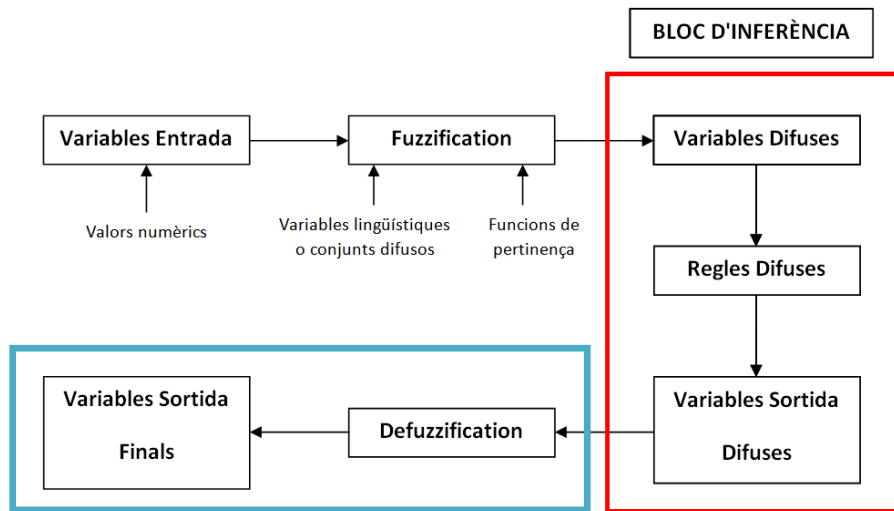 BLOC D'INFERÈNCIA
Variables Entrada
Fuzzification
Variables Difuses
Valors numèrics
Variables lingüístiques
o conjunts difusos
Funcions de
pertinença
Regles Difuses
Variables Sortida
Difuses
Defuzzification
Variables Sortida
Finals